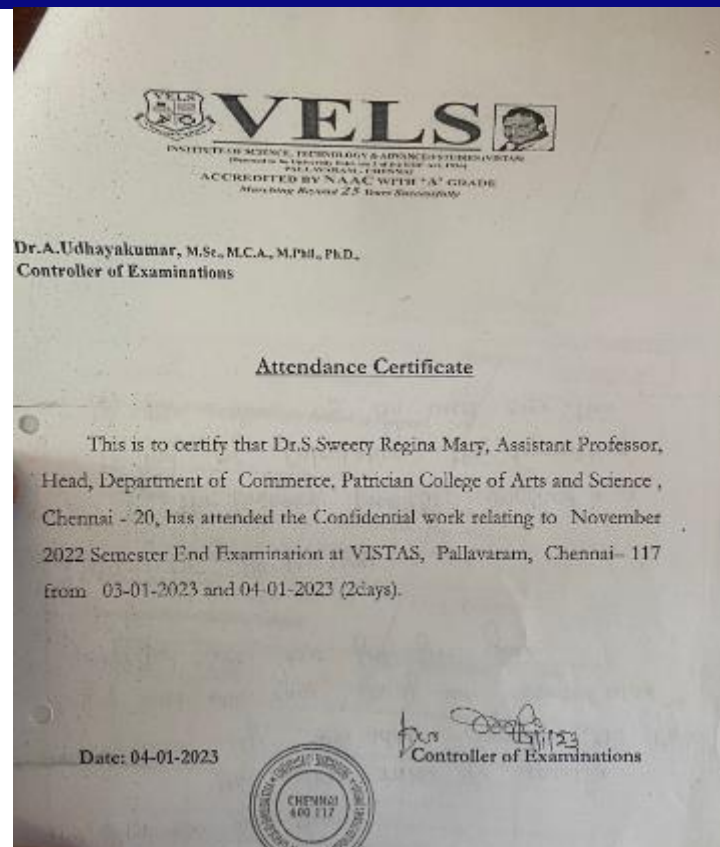 VELS
VELS
INSTITUTE OF SCIENCE, TECHNOLOGY & ADVANCED STUDIES (VISTAS)
PALLAVARAM - CHENNAI
ACCREDITED BY NAAC WITH 'A' GRADE
Marching Beyond 25 Years Successfully
Dr.A.Udhayakumar, M.Sc., M.C.A., M.Phil., Ph.D.,
Controller of Examinations
Attendance Certificate
This is to certify that Dr.S.Sweety Regina Mary, Assistant Professor,
Head, Department of Commerce, Patrician College of Arts and Science ,
Chennai - 20, has attended the Confidential work relating to November
2022 Semester End Examination at VISTAS, Pallavaram, Chennai– 117
from 03-01-2023 and 04-01-2023 (2days).
Date: 04-01-2023
Controller of Examinations
CHENNAI
600 117